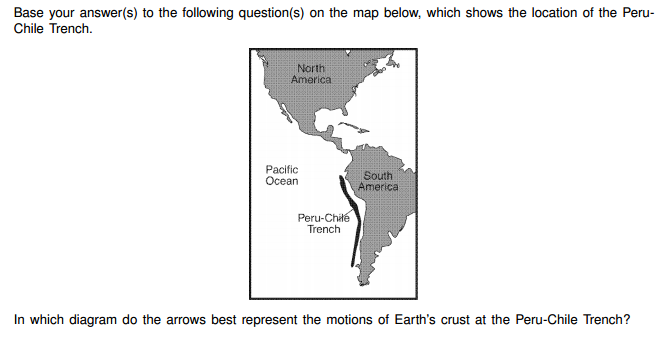 Base your answer(s) to the following question(s) on the map below, which shows the location of the Peru-
Chile Trench.
North
America
Pacific
Ocean
South
America
Peru-Chile
Trench
In which diagram do the arrows best represent the motions of Earth's crust at the Peru-Chile Trench?